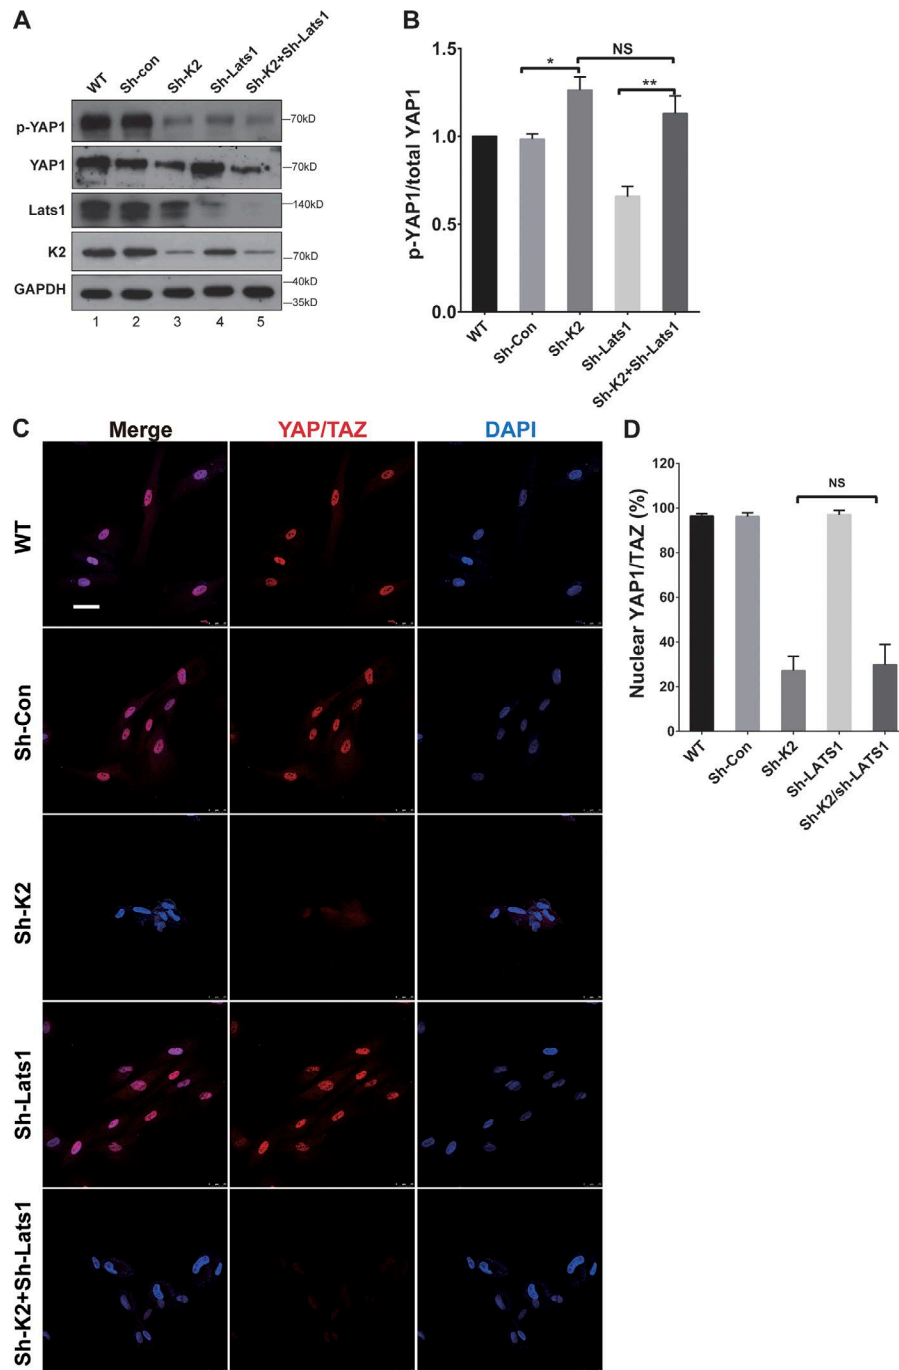 A
WT
Sh-con
Sh-K2
Sh-Lats1
Sh-K2+Sh-Lats1
p-YAP1
70kD
YAP1
70kD
Lats1
140kD
K2
70kD
GAPDH
40kD
35kD
1 2 3 4 5
B
p-YAP1/total YAP1
1.5
1.0
0.5
0.0
NS
*
**
WT
Sh-Con
Sh-K2
Sh-Lats1
Sh-K2+Sh-Lats1
C
Merge YAP/TAZ DAPI
WT
Sh-Con
Sh-K2
Sh-Lats1
Sh-K2+Sh-Lats1
D
Nuclear YAP1/TAZ (%)
120
100
80
60
40
20
0
NS
WT
Sh-Con
Sh-K2
Sh-LATS1
Sh-K2/sh-LATS1